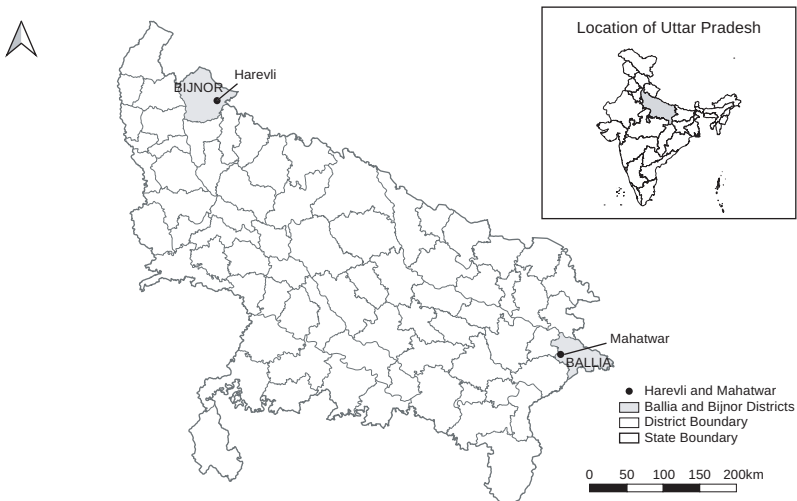 Location of Uttar Pradesh
Harevli
BIJNOR
Mahatwar
BALLIA
Harevli and Mahatwar
Ballia and Bijnor Districts
District Boundary
State Boundary
0 50 100 150 200km